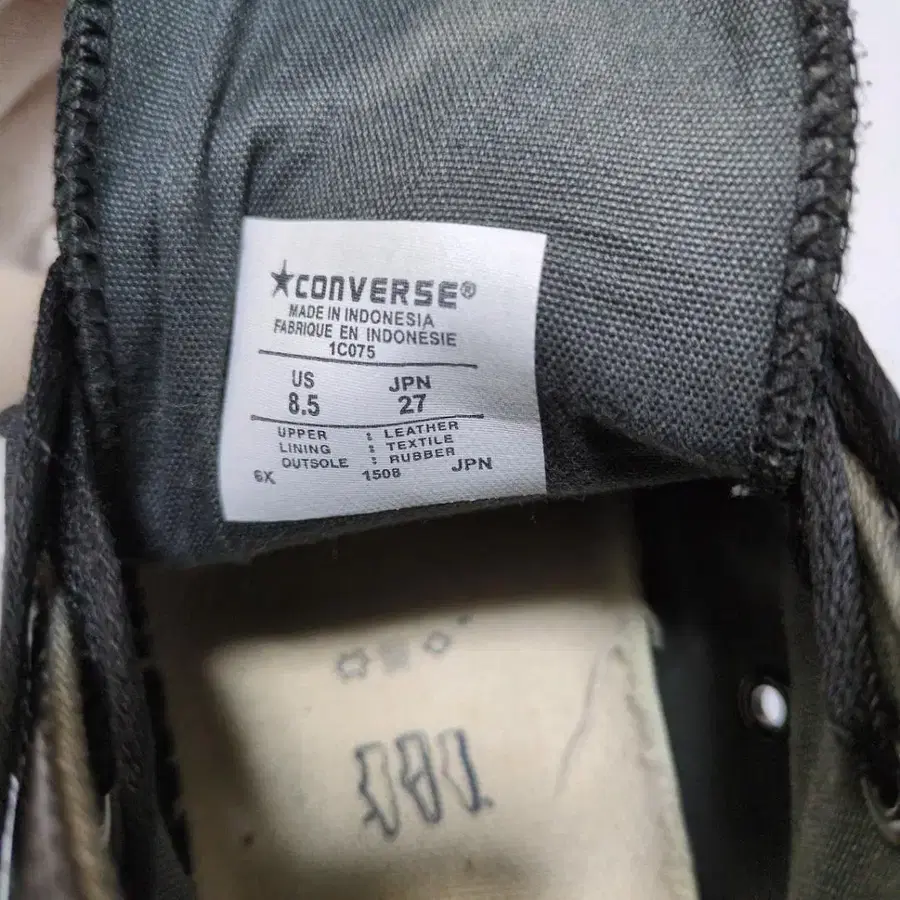 CONVERSE®
MADE IN INDONESIA
FABRIQUE EN INDONÉSIE
1C075
US JPN
8.5 27
UPPER : LEATHER
LINING : TEXTILE
OUTSOLE : RUBBER
6X 1508 JPN